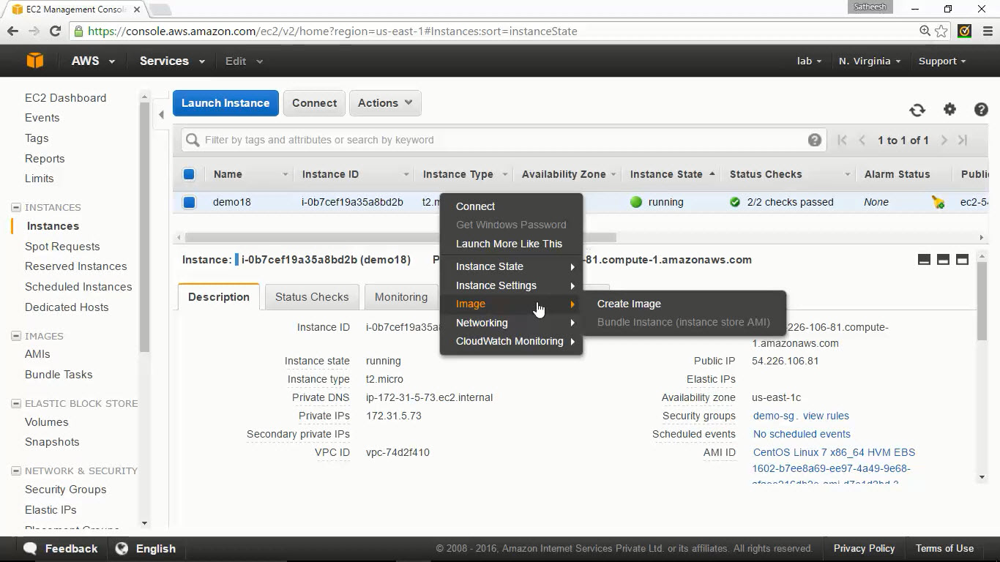 EC2 Management Conso
Satheesh
https://console.aws.amazon.com/ec2/v2/home?region=us-east-1#Instances:sort=instanceState
AWS Services Edit lab N. Virginia Support
EC2 Dashboard
Events
Tags
Reports
Limits
INSTANCES
Instances
Spot Requests
Reserved Instances
Scheduled Instances
Dedicated Hosts
IMAGES
AMIs
Bundle Tasks
ELASTIC BLOCK STORE
Volumes
Snapshots
NETWORK & SECURITY
Security Groups
Elastic IPs
Launch Instance Connect Actions
Filter by tags and attributes or search by keyword
1 to 1 of 1
Name Instance ID Instance Type Availability Zone Instance State Status Checks Alarm Status Public
demo18 i-0b7cef19a35a8bd2b t2.m running 2/2 checks passed None ec2-54
Connect
Get Windows Password
Launch More Like This
Instance State
Instance Settings
Image
Networking
CloudWatch Monitoring
Create Image
Bundle Instance (instance store AMI)
Instance: i-0b7cef19a35a8bd2b (demo18) P -81.compute-1.amazonaws.com
Description Status Checks Monitoring
Instance ID i-0b7cef19a35a
Instance state running
Instance type t2.micro
Private DNS ip-172-31-5-73.ec2.internal
Private IPs 172.31.5.73
Secondary private IPs
VPC ID vpc-74d2f410
-226-106-81.compute-
1.amazonaws.com
Public IP 54.226.106.81
Elastic IPs
Availability zone us-east-1c
Security groups demo-sg. view rules
Scheduled events No scheduled events
AMI ID CentOS Linux 7 x86_64 HVM EBS
1602-b7ee8a69-ee97-4a49-9e68-
Feedback English © 2008 - 2016, Amazon Internet Services Private Ltd. or its affiliates. All rights reserved. Privacy Policy Terms of Use